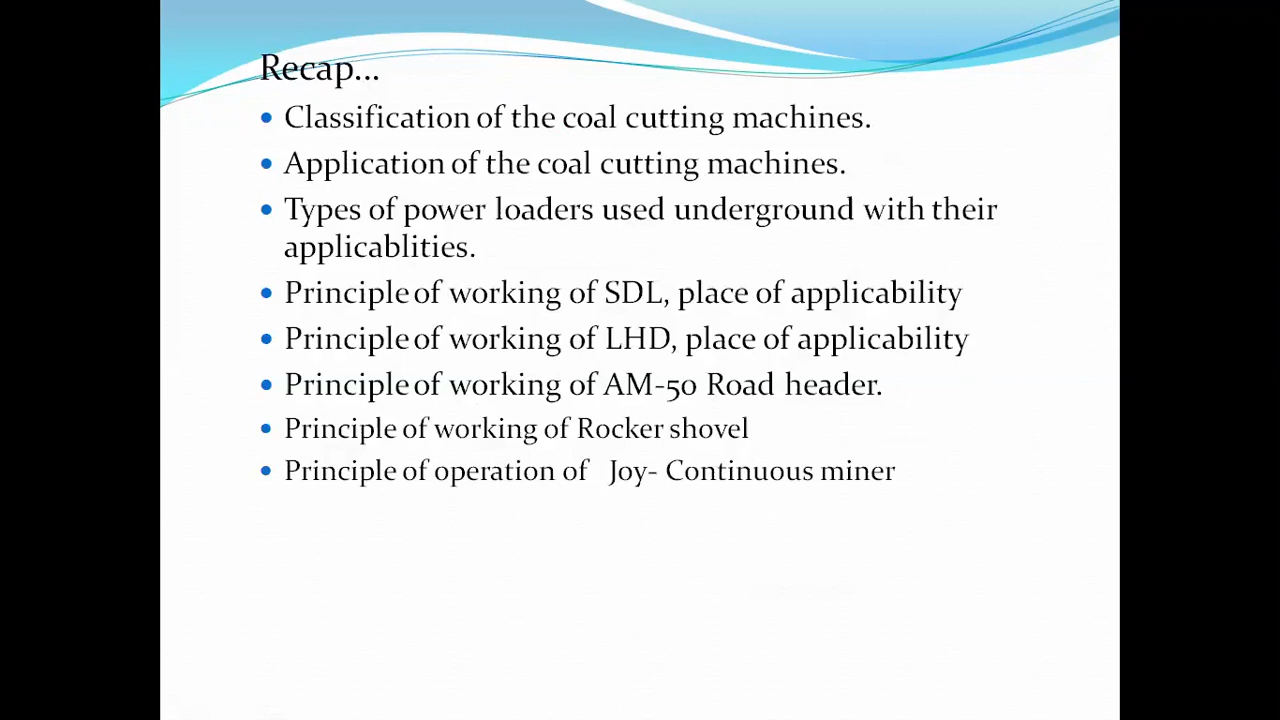 Recap...
• Classification of the coal cutting machines.
• Application of the coal cutting machines.
• Types of power loaders used underground with their
applicablities.
• Principle of working of SDL, place of applicability
• Principle of working of LHD, place of applicability
• Principle of working of AM-50 Road header.
• Principle of working of Rocker shovel
• Principle of operation of Joy- Continuous miner